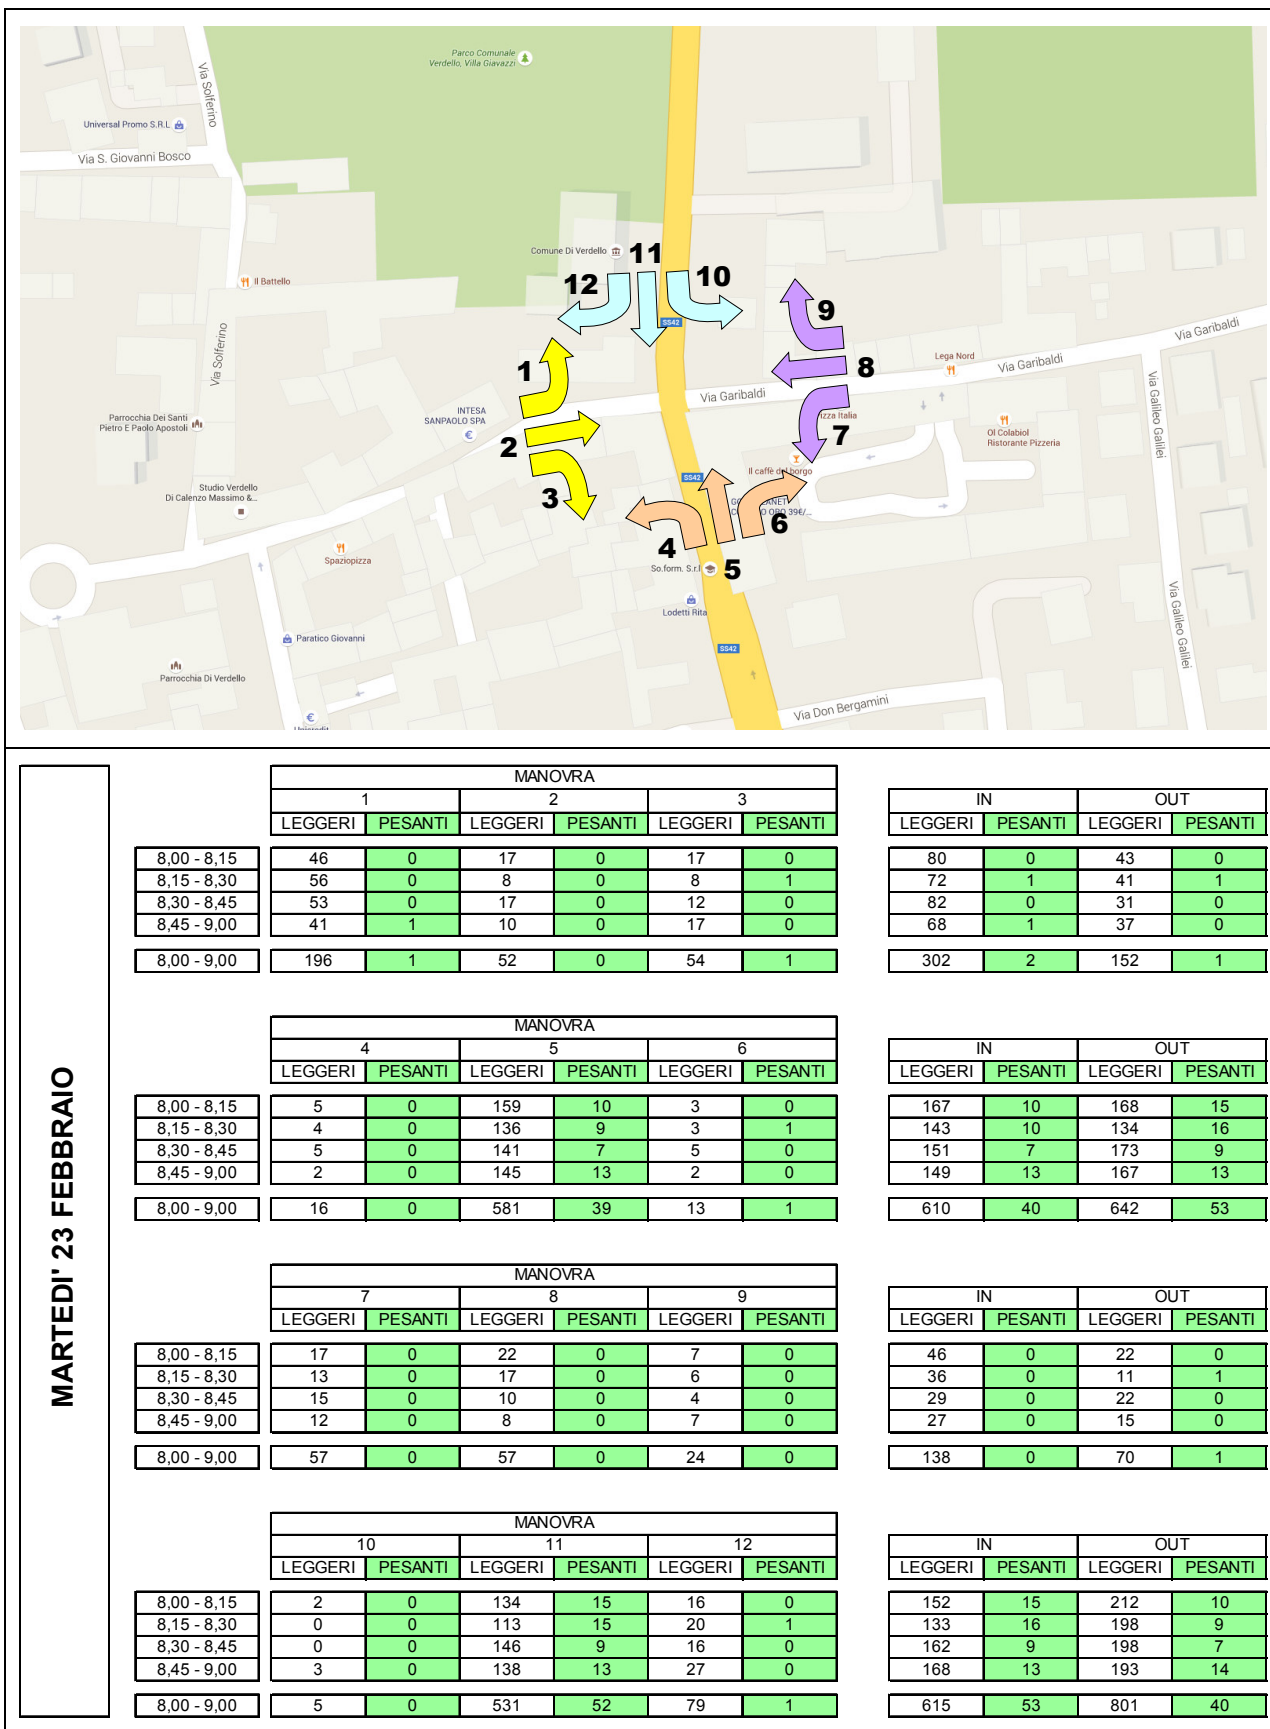 Parco Comunale
Verdello, Villa Giavazzi
Via Solferino
Universal Promo S.R.L
Via S. Giovanni Bosco
Comune Di Verdello
11
12
10
Il Battello
9
SS42
Via Garibaldi
Via Solferino
1
8
Lega Nord
Via Garibaldi
Via Garibaldi
Via Galileo Galilei
INTESA
SANPAOLO SPA
Parrocchia Dei Santi
Pietro E Paolo Apostoli
2
7
Ol Colabiol
Ristorante Pizzeria
Il caffè del borgo
SS42
3
Studio Verdello
Di Calenzo Massimo &...
6
4
5
Spaziopizza
So.form. S.r.l
Lodetti Rita
Via Galileo Galilei
Paratico Giovanni
SS42
Parrocchia Di Verdello
Via Don Bergamini
MARTEDI' 23 FEBBRAIO
MANOVRA
1 2 3 IN OUT
LEGGERI PESANTI LEGGERI PESANTI LEGGERI PESANTI LEGGERI PESANTI LEGGERI PESANTI
8,00 - 8,15 46 0 17 0 17 0 80 0 43 0
8,15 - 8,30 56 0 8 0 8 1 72 1 41 1
8,30 - 8,45 53 0 17 0 12 0 82 0 31 0
8,45 - 9,00 41 1 10 0 17 0 68 1 37 0
8,00 - 9,00 196 1 52 0 54 1 302 2 152 1
MANOVRA
4 5 6 IN OUT
LEGGERI PESANTI LEGGERI PESANTI LEGGERI PESANTI LEGGERI PESANTI LEGGERI PESANTI
8,00 - 8,15 5 0 159 10 3 0 167 10 168 15
8,15 - 8,30 4 0 136 9 3 1 143 10 134 16
8,30 - 8,45 5 0 141 7 5 0 151 7 173 9
8,45 - 9,00 2 0 145 13 2 0 149 13 167 13
8,00 - 9,00 16 0 581 39 13 1 610 40 642 53
MANOVRA
7 8 9 IN OUT
LEGGERI PESANTI LEGGERI PESANTI LEGGERI PESANTI LEGGERI PESANTI LEGGERI PESANTI
8,00 - 8,15 17 0 22 0 7 0 46 0 22 0
8,15 - 8,30 13 0 17 0 6 0 36 0 11 1
8,30 - 8,45 15 0 10 0 4 0 29 0 22 0
8,45 - 9,00 12 0 8 0 7 0 27 0 15 0
8,00 - 9,00 57 0 57 0 24 0 138 0 70 1
MANOVRA
10 11 12 IN OUT
LEGGERI PESANTI LEGGERI PESANTI LEGGERI PESANTI LEGGERI PESANTI LEGGERI PESANTI
8,00 - 8,15 2 0 134 15 16 0 152 15 212 10
8,15 - 8,30 0 0 113 15 20 1 133 16 198 9
8,30 - 8,45 0 0 146 9 16 0 162 9 198 7
8,45 - 9,00 3 0 138 13 27 0 168 13 193 14
8,00 - 9,00 5 0 531 52 79 1 615 53 801 40